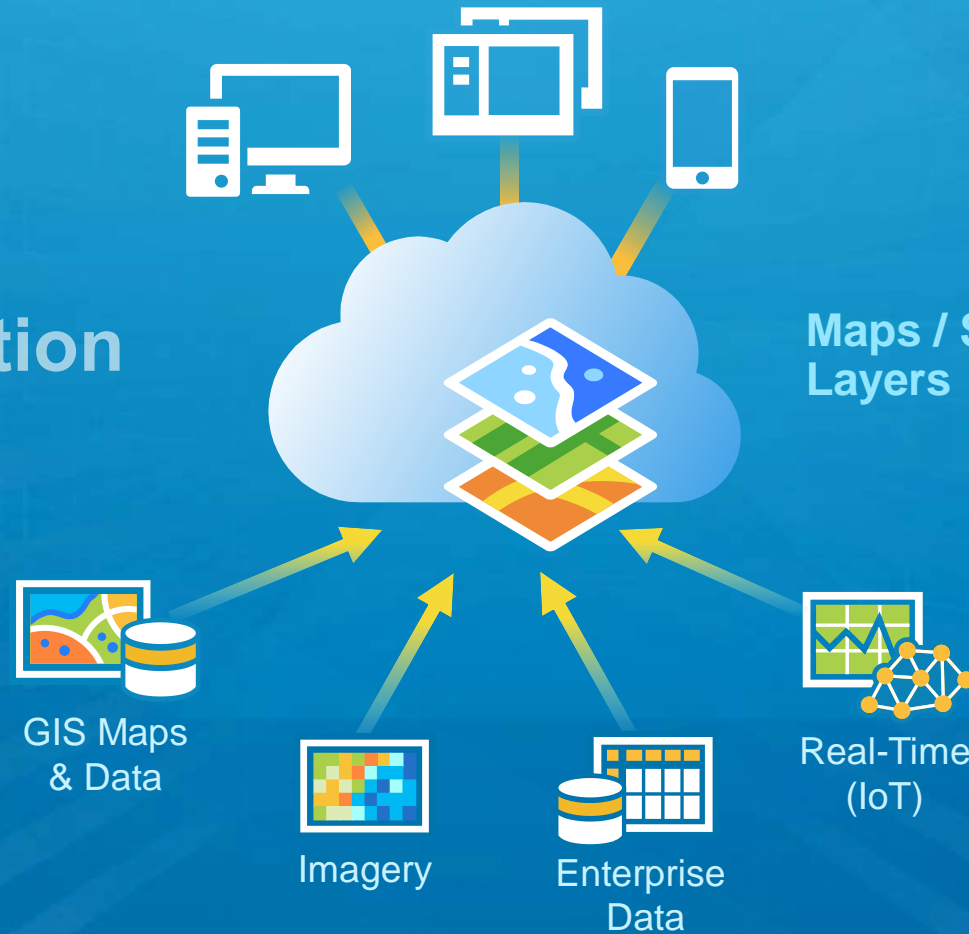 tion
Maps / S
Layers
GIS Maps
& Data
Imagery
Enterprise
Data
Real-Time
(IoT)